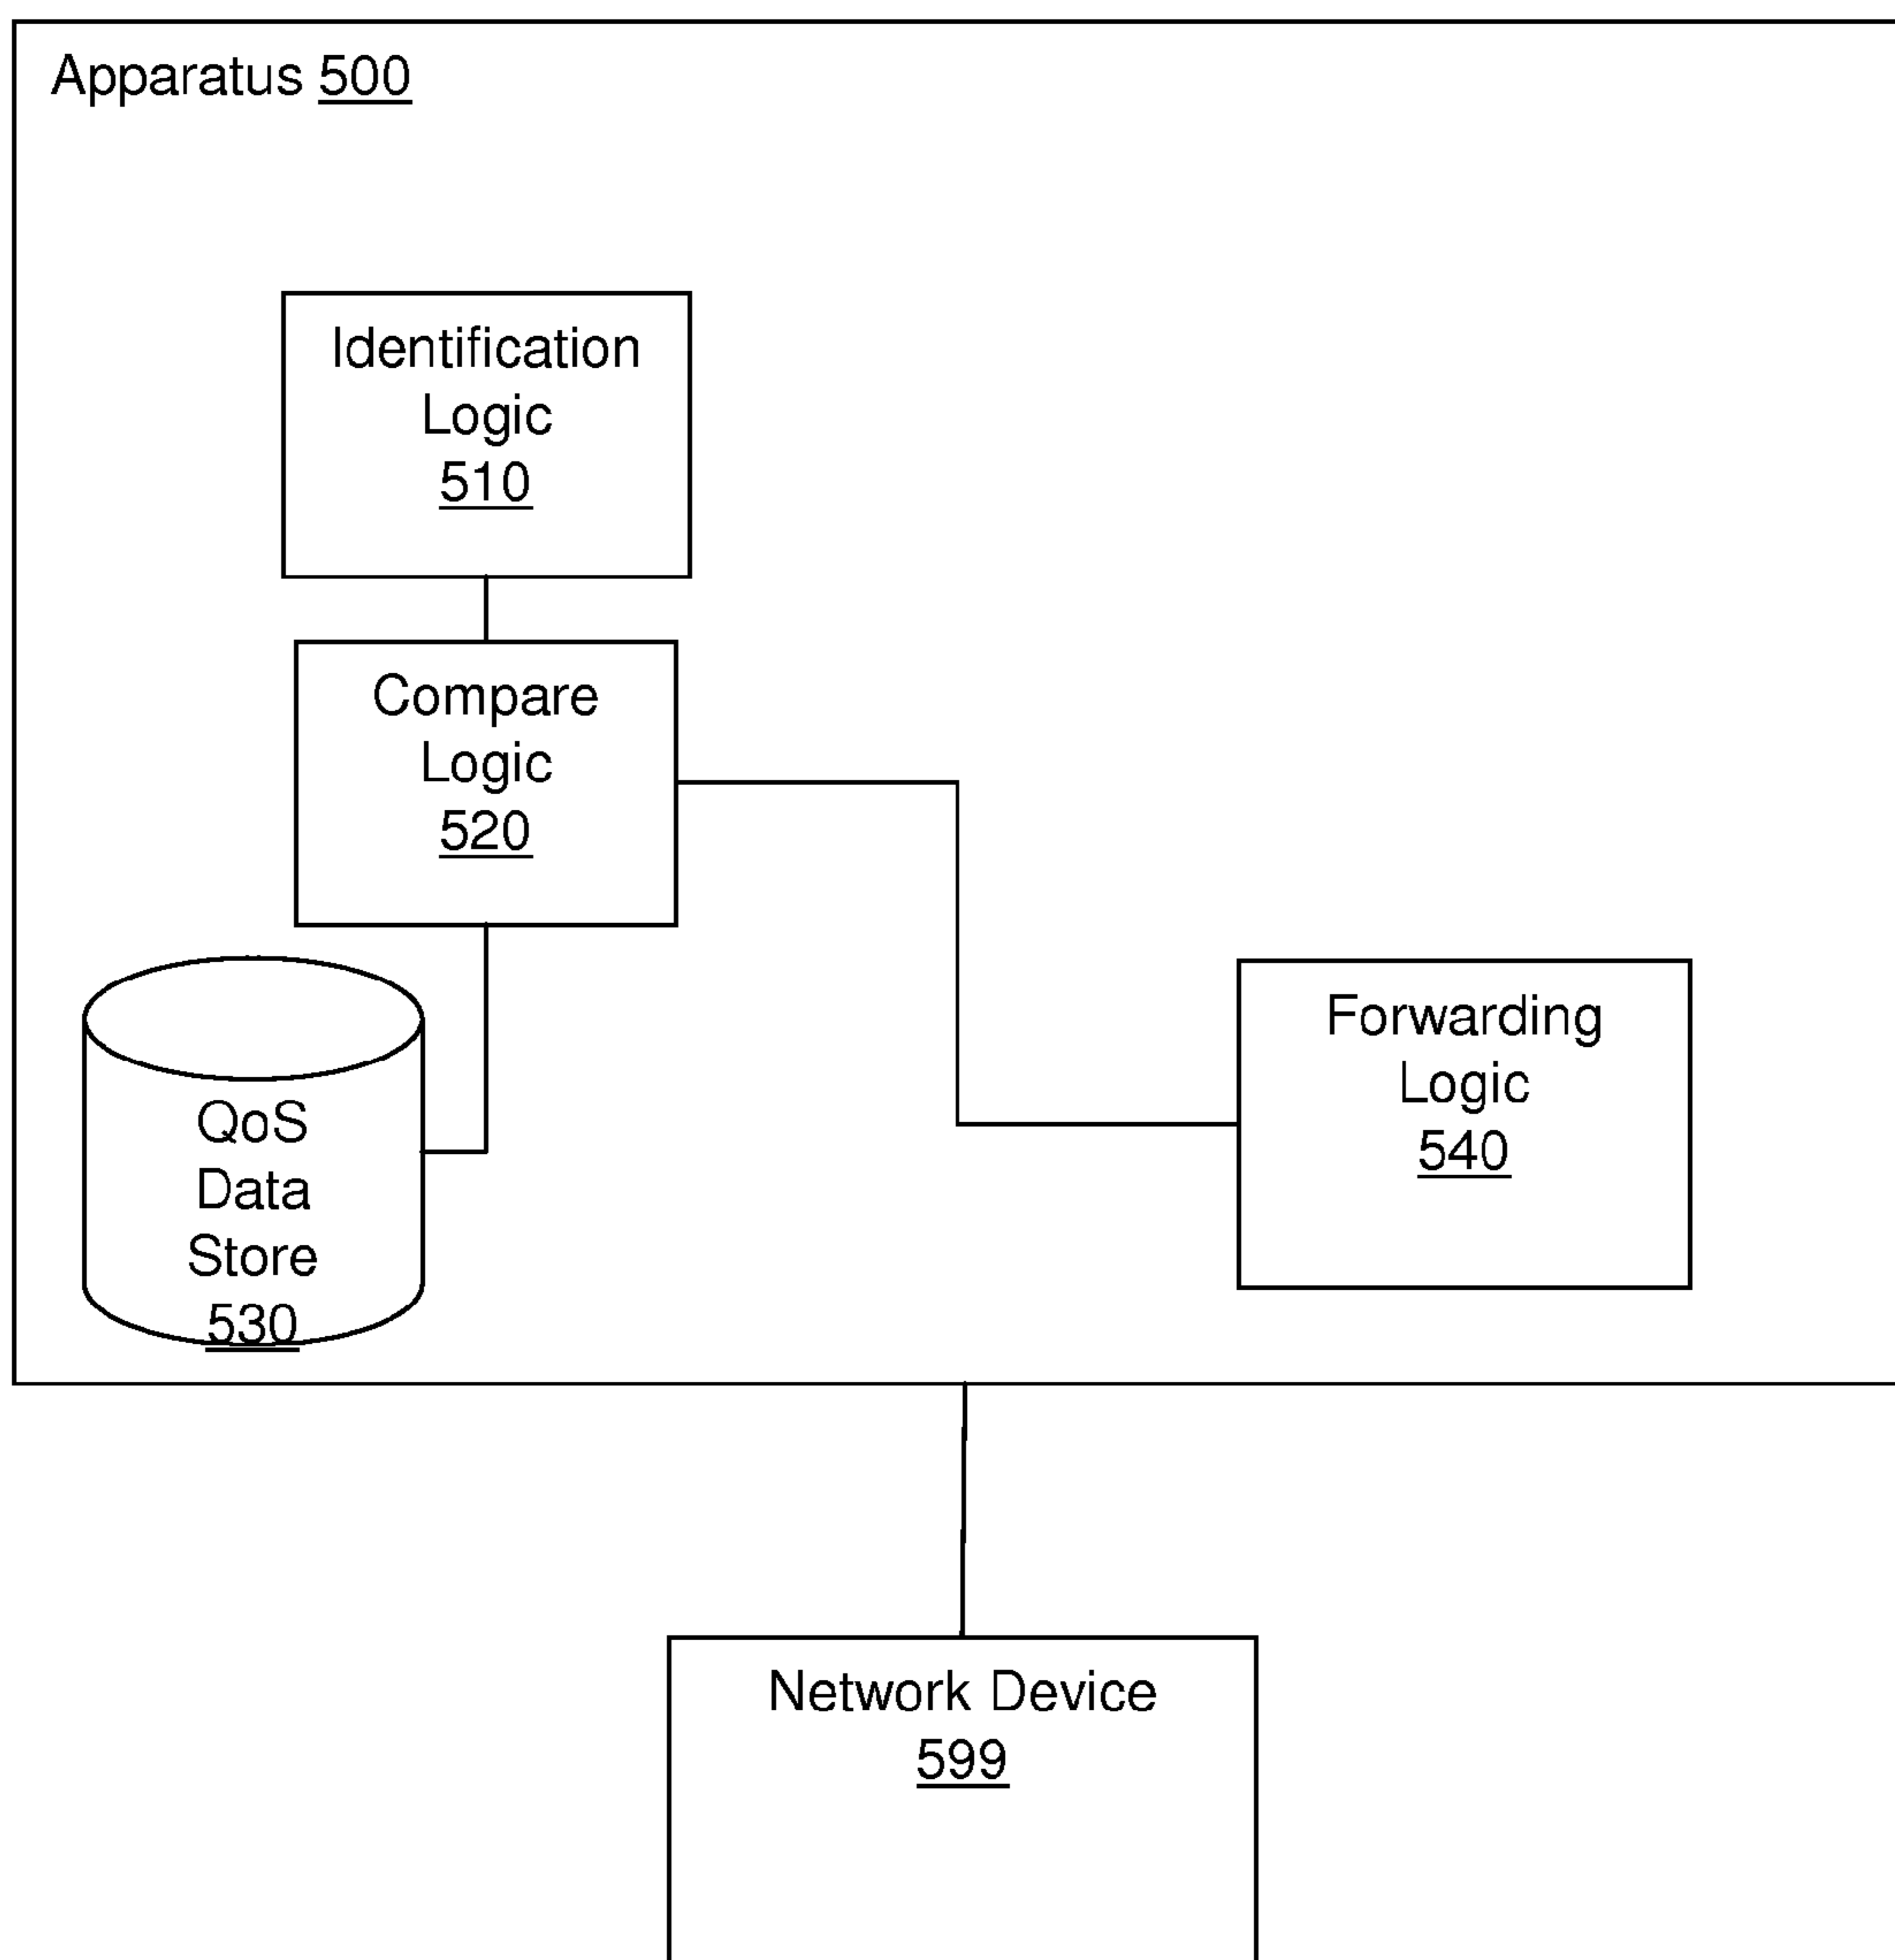 Apparatus 500
Identification
Logic
510
Compare
Logic
520
QoS
Data
Store
530
Forwarding
Logic
540
Network Device
599